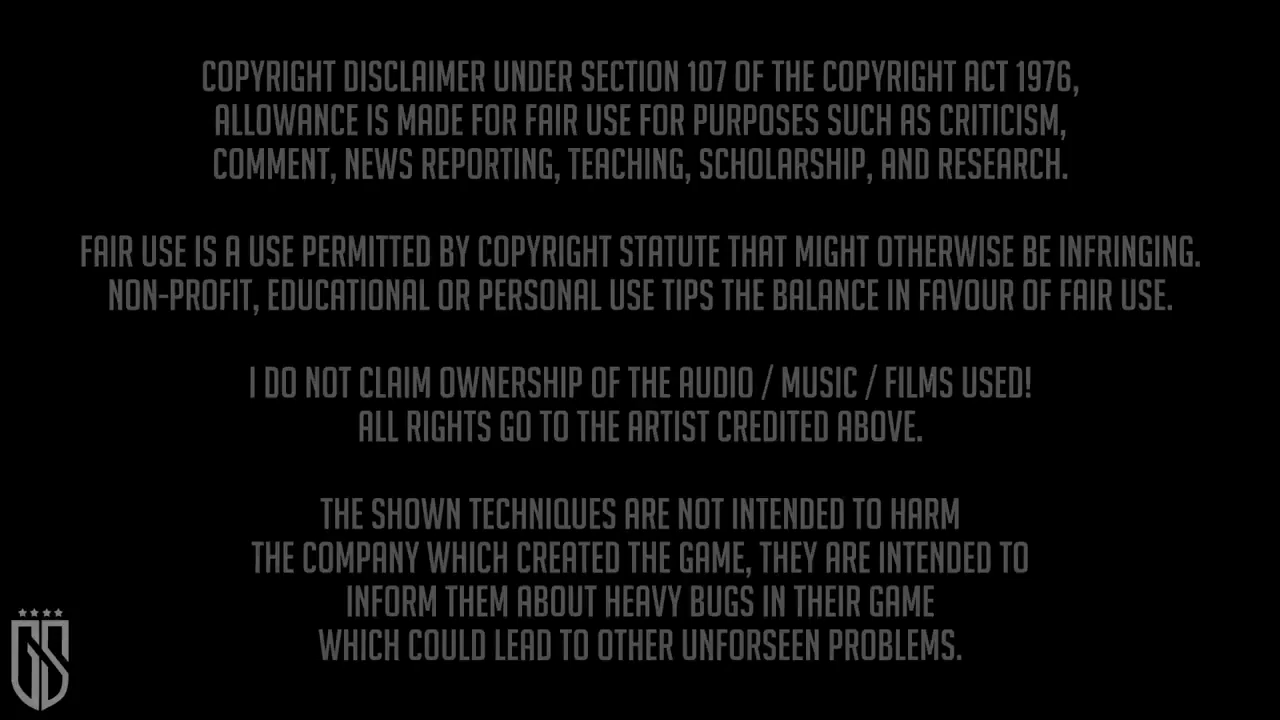 COPYRIGHT DISCLAIMER UNDER SECTION 107 OF THE COPYRIGHT ACT 1976,
ALLOWANCE IS MADE FOR FAIR USE FOR PURPOSES SUCH AS CRITICISM,
COMMENT, NEWS REPORTING, TEACHING, SCHOLARSHIP, AND RESEARCH.
FAIR USE IS A USE PERMITTED BY COPYRIGHT STATUTE THAT MIGHT OTHERWISE BE INFRINGING.
NON-PROFIT, EDUCATIONAL OR PERSONAL USE TIPS THE BALANCE IN FAVOUR OF FAIR USE.
I DO NOT CLAIM OWNERSHIP OF THE AUDIO / MUSIC / FILMS USED!
ALL RIGHTS GO TO THE ARTIST CREDITED ABOVE.
THE SHOWN TECHNIQUES ARE NOT INTENDED TO HARM
THE COMPANY WHICH CREATED THE GAME, THEY ARE INTENDED TO
INFORM THEM ABOUT HEAVY BUGS IN THEIR GAME
WHICH COULD LEAD TO OTHER UNFORSEEN PROBLEMS.
GS